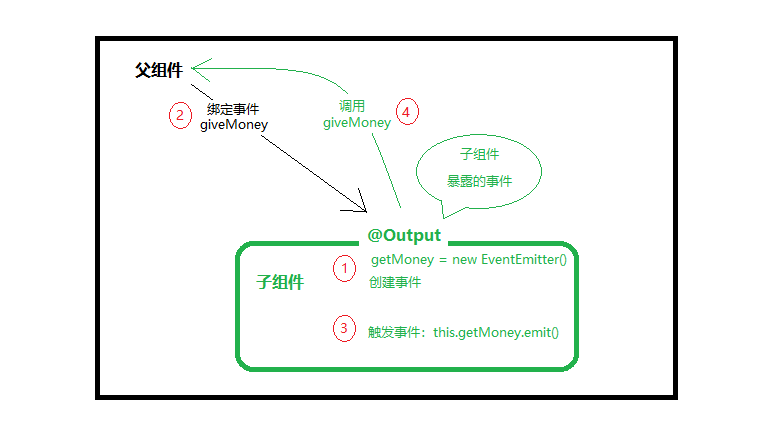 父组件
② 绑定事件
giveMoney
调用
giveMoney ④
子组件
暴露的事件
@Output
子组件
① getMoney = new EventEmitter()
创建事件
③ 触发事件：this.getMoney.emit()